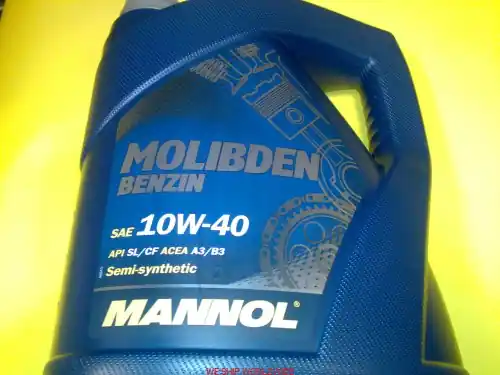 MOLIBDEN
BENZIN
SAE 10W-40
API SL/CF ACEA A3/B3
Semi-synthetic
MANNOL